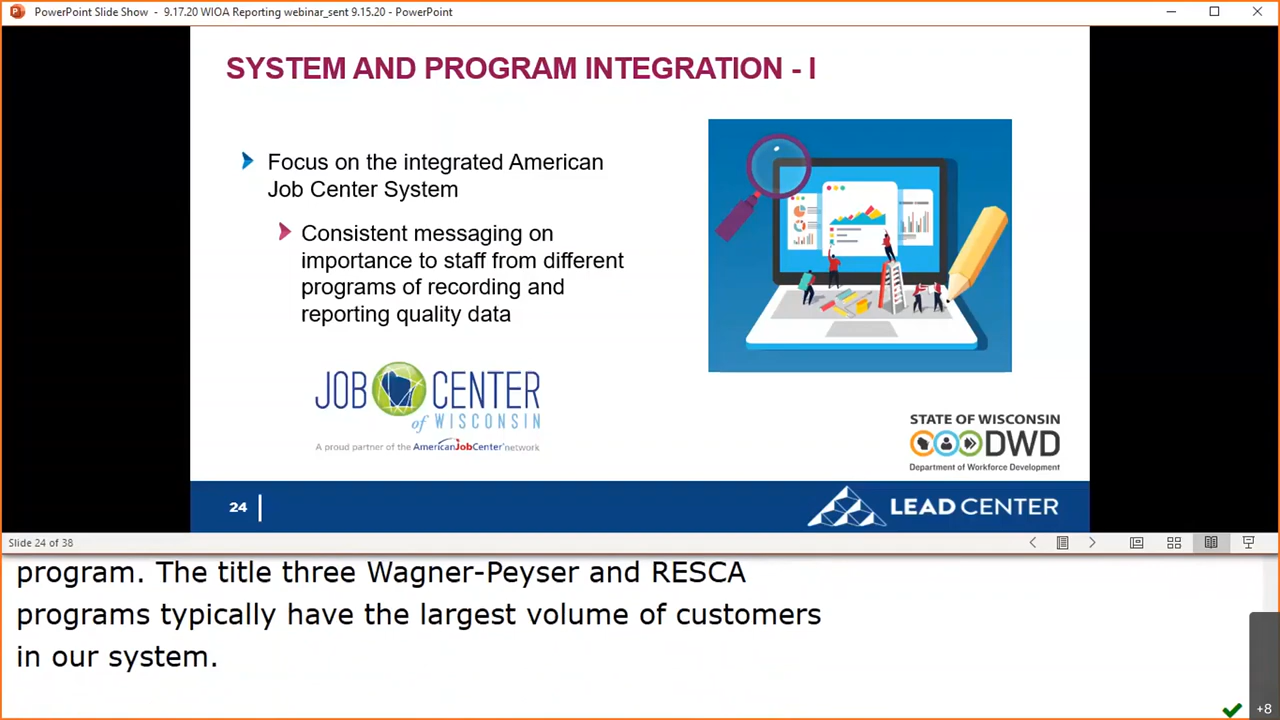 PowerPoint Slide Show - 9.17.20 WIOA Reporting webinar_sent 9.15.20 - PowerPoint
SYSTEM AND PROGRAM INTEGRATION - I
Focus on the integrated American
Job Center System
Consistent messaging on
importance to staff from different
programs of recording and
reporting quality data
JOB CENTER
of WISCONSIN
A proud partner of the AmericanJobCenter network
STATE OF WISCONSIN
DWD
Department of Workforce Development
24
LEAD CENTER
Slide 24 of 38
program. The title three Wagner-Peyser and RESCA
programs typically have the largest volume of customers
in our system.
+8